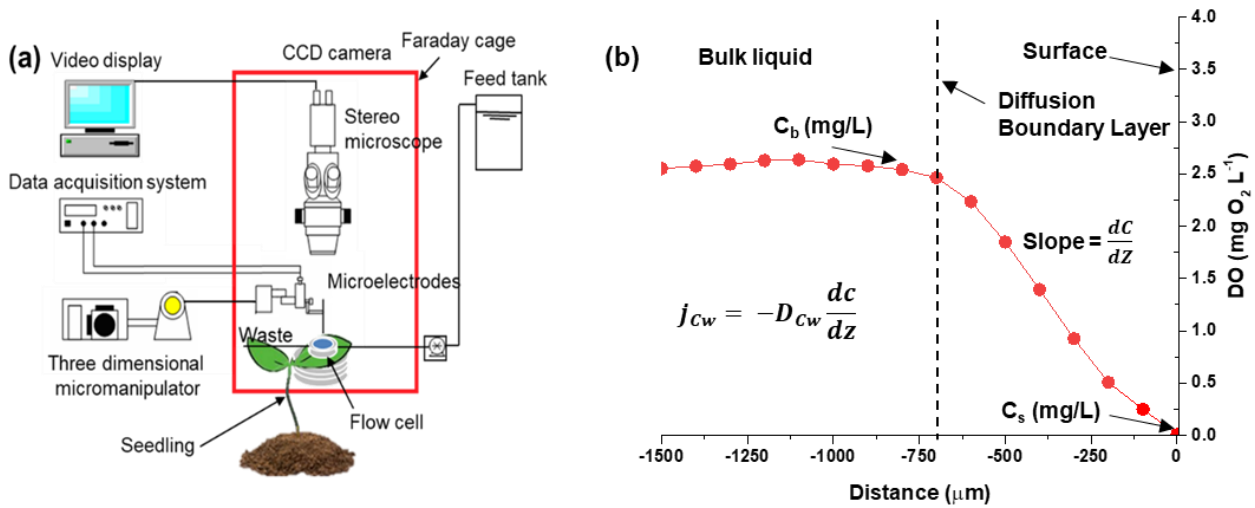 (a)
Video display
CCD camera
Faraday cage
Feed tank
Stereo
microscope
Data acquisition system
Microelectrodes
Waste
Three dimensional
micromanipulator
Flow cell
Seedling
(b)
Bulk liquid
Surface
Diffusion
Boundary Layer
C_b (mg/L)
Slope = dC/dZ
j_Cw = −D_Cw dc/dz
C_s (mg/L)
4.0
3.5
3.0
2.5
2.0
1.5
1.0
0.5
0.0
DO (mg O₂ L⁻¹)
-1500 -1250 -1000 -750 -500 -250 0
Distance (μm)